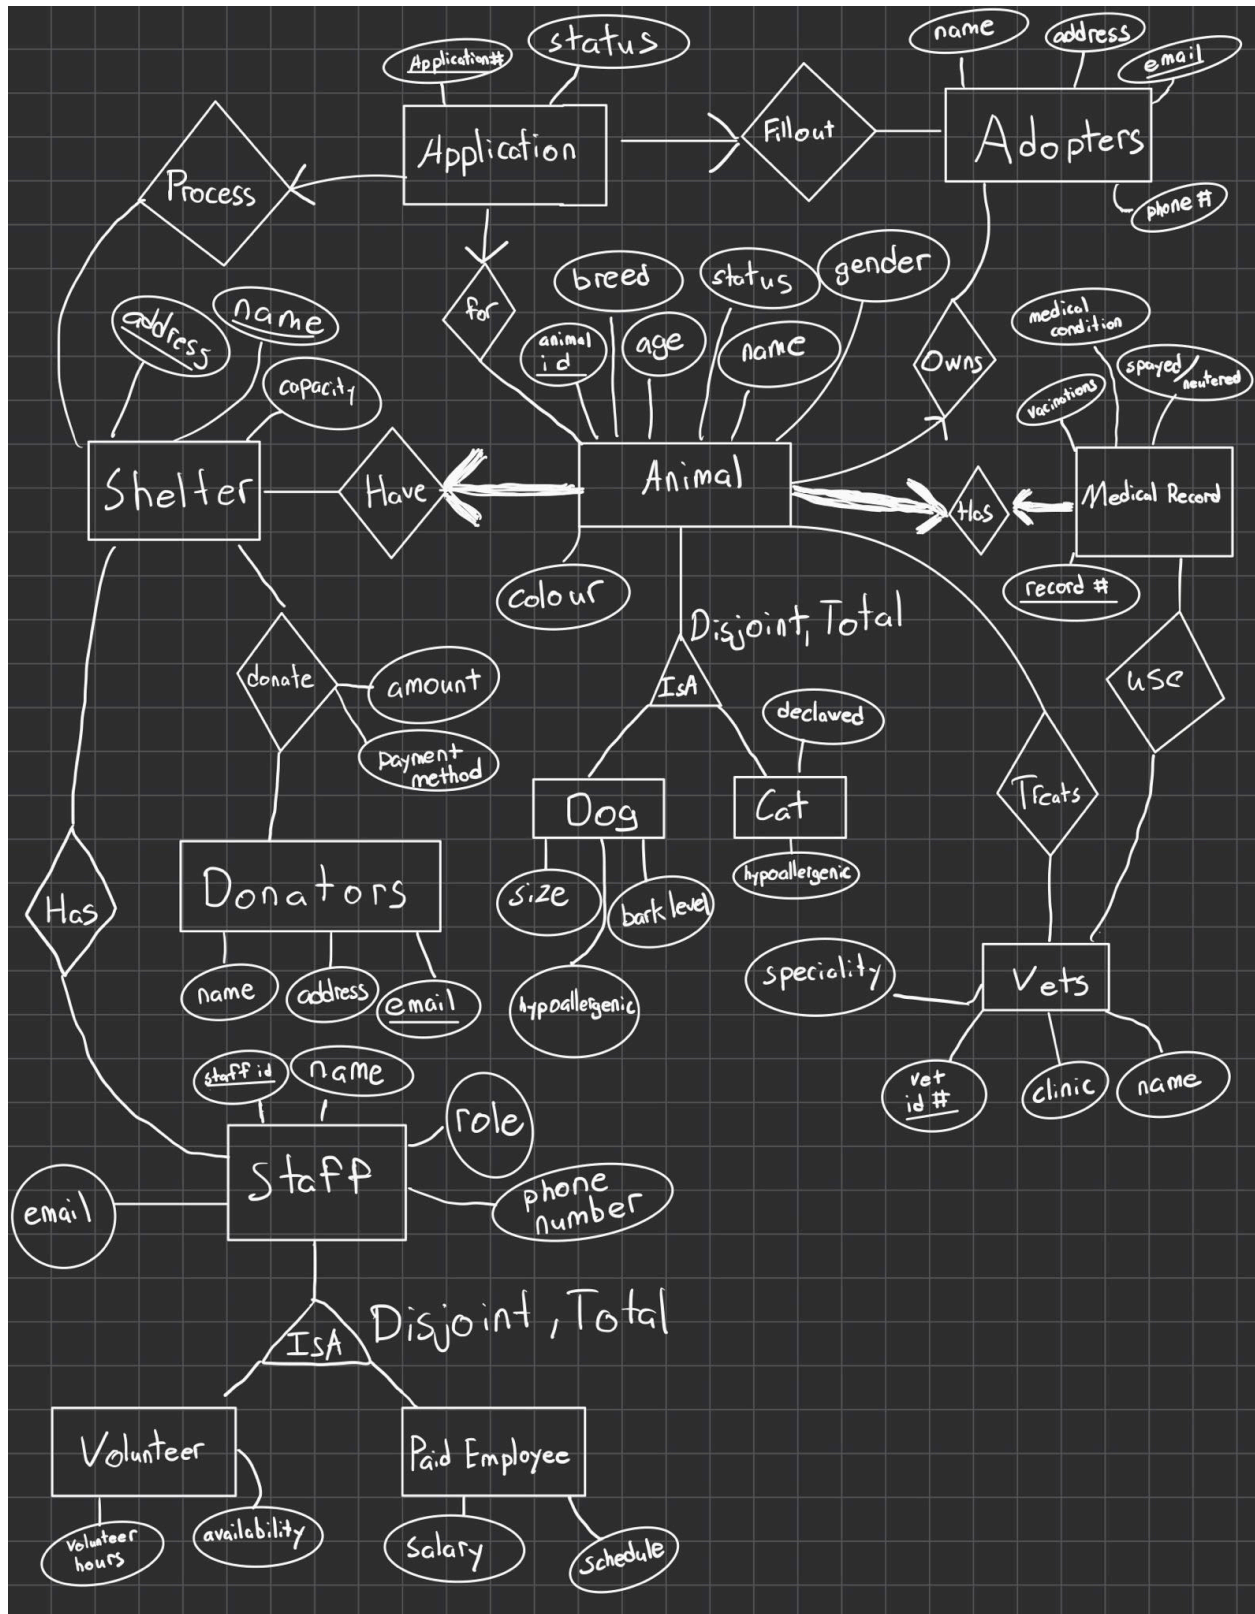 name
address
status
Application#
email
Application
Fillout
Adopters
Process
phone #
gender
breed
status
medical
condition
for
address
name
animal
id
age
name
Owns
spayed/
neutered
capacity
vacinations
Shelter
Have
Animal
Medical Record
Has
colour
record #
Disjoint, Total
donate
amount
IsA
use
declawed
payment
method
Dog
Cat
Treats
Donators
hypoallergenic
size
bark level
Has
speciality
Vets
name
address
email
hypoallergenic
staff id
name
vet
id #
clinic
name
role
Staff
phone
number
email
IsA
Disjoint, Total
Volunteer
Paid Employee
volunteer
hours
availability
salary
schedule